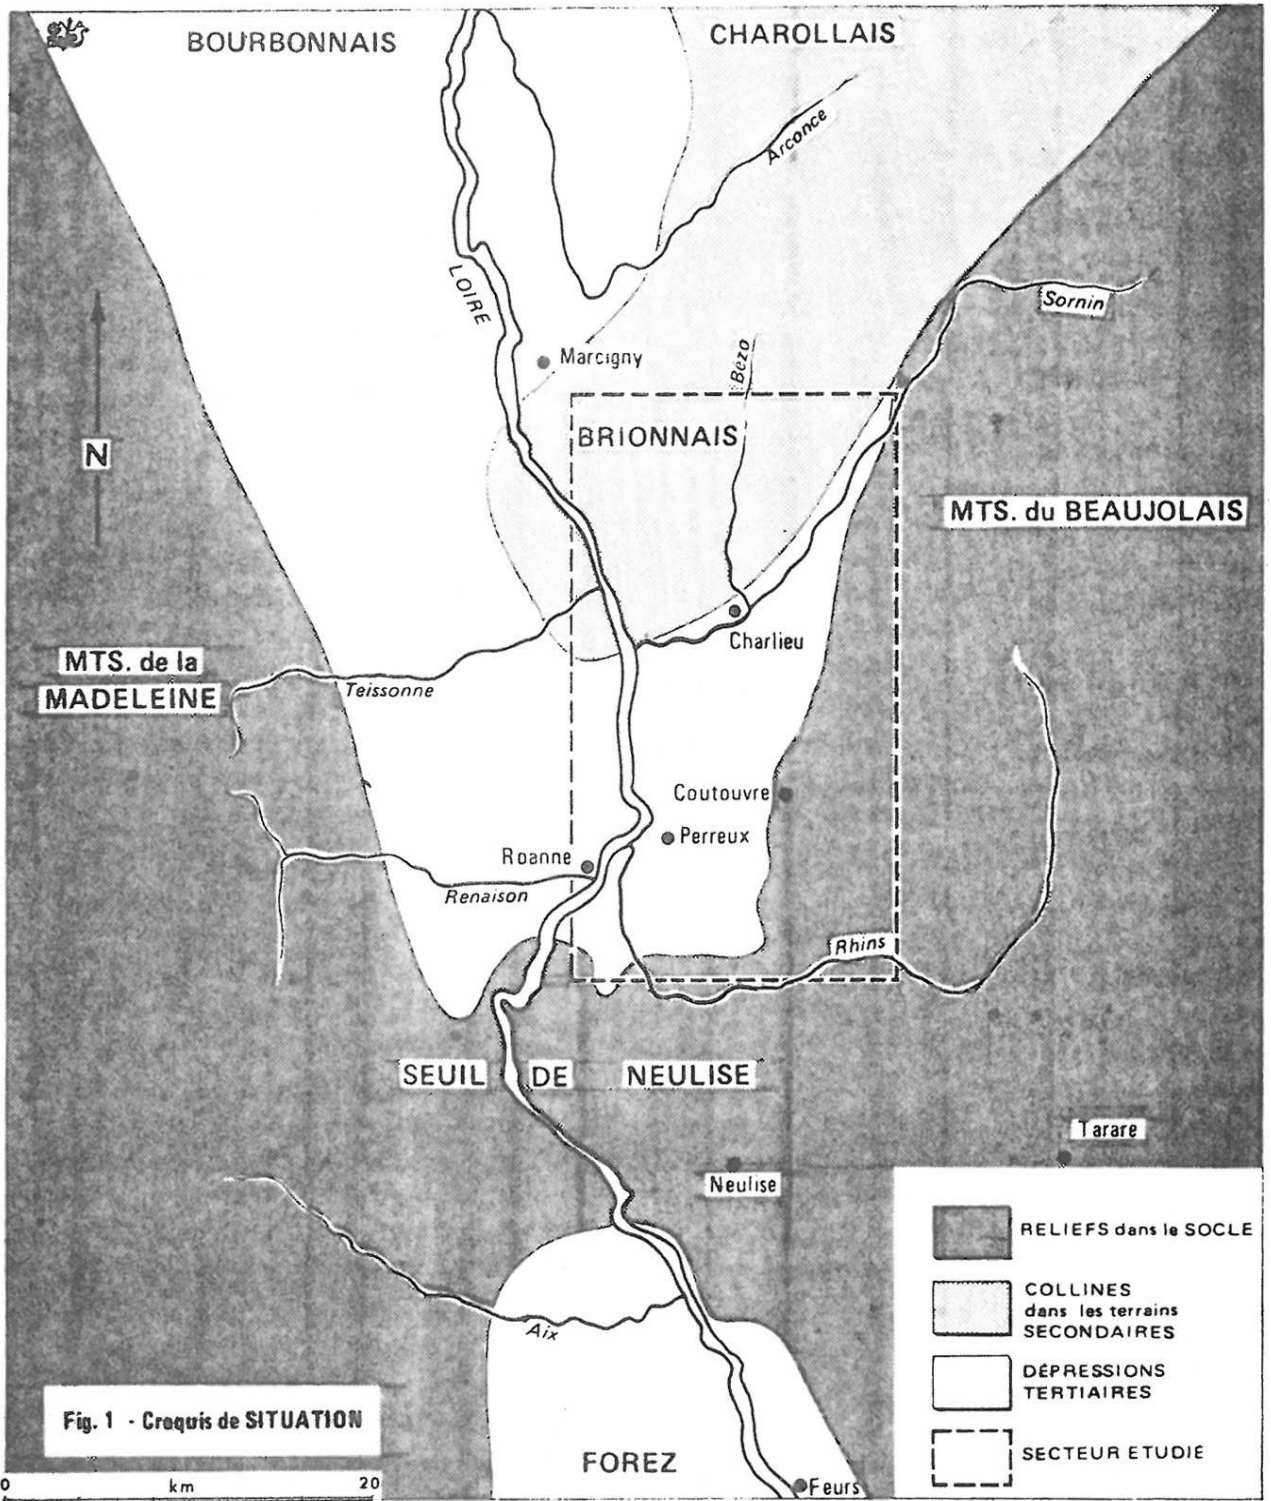 BOURBONNAIS
CHAROLLAIS
Arconce
LOIRE
Sornin
Marcigny
Bézo
BRIONNAIS
N
MTS. du BEAUJOLAIS
Charlieu
MTS. de la
MADELEINE
Teissonne
Coutouvre
Perreux
Roanne
Renaison
Rhins
SEUIL DE NEULISE
Tarare
Neulise
RELIEFS dans le SOCLE
COLLINES
dans les terrains
SECONDAIRES
Aix
DÉPRESSIONS
TERTIAIRES
Fig. 1 - Croquis de SITUATION
SECTEUR ETUDIÉ
FOREZ
0 km 20
Feurs